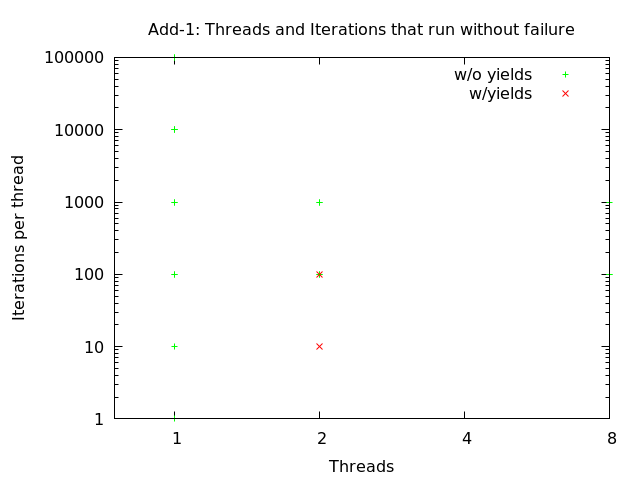 Add-1: Threads and Iterations that run without failure
100000
w/o yields
w/yields
10000
1000
100
10
1
Iterations per thread
1
2
4
8
Threads